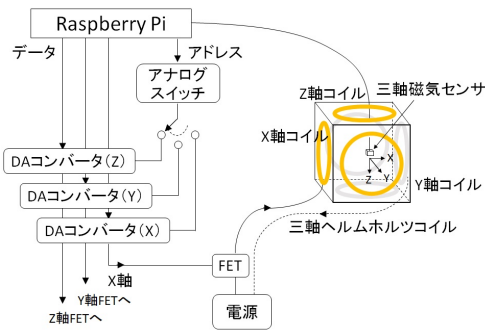 Raspberry Pi
データ
アドレス
アナログ
スイッチ
Z軸コイル
三軸磁気センサ
X軸コイル
DAコンバータ(Z)
X
Z
Y
Y軸コイル
DAコンバータ(Y)
DAコンバータ(X)
三軸ヘルムホルツコイル
FET
X軸
Y軸FETへ
Z軸FETへ
電源